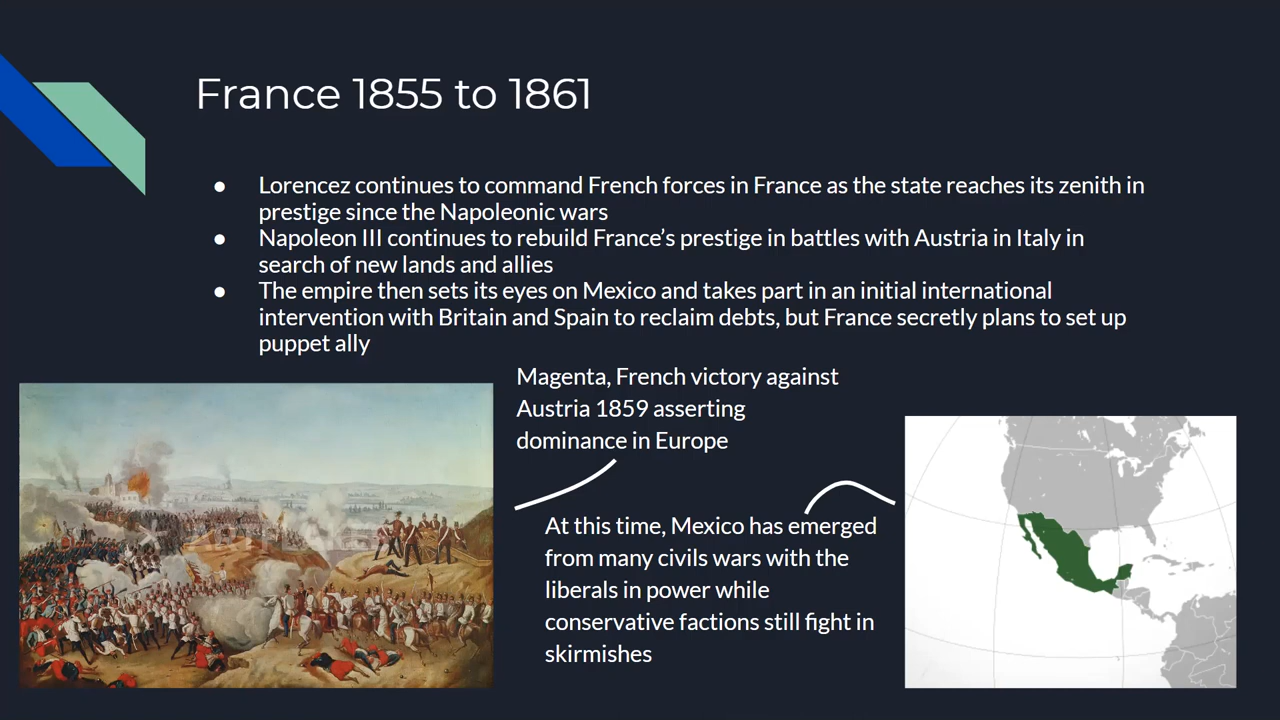 France 1855 to 1861
● Lorencez continues to command French forces in France as the state reaches its zenith in
prestige since the Napoleonic wars
● Napoleon III continues to rebuild France’s prestige in battles with Austria in Italy in
search of new lands and allies
● The empire then sets its eyes on Mexico and takes part in an initial international
intervention with Britain and Spain to reclaim debts, but France secretly plans to set up
puppet ally
Magenta, French victory against
Austria 1859 asserting
dominance in Europe
At this time, Mexico has emerged
from many civils wars with the
liberals in power while
conservative factions still fight in
skirmishes